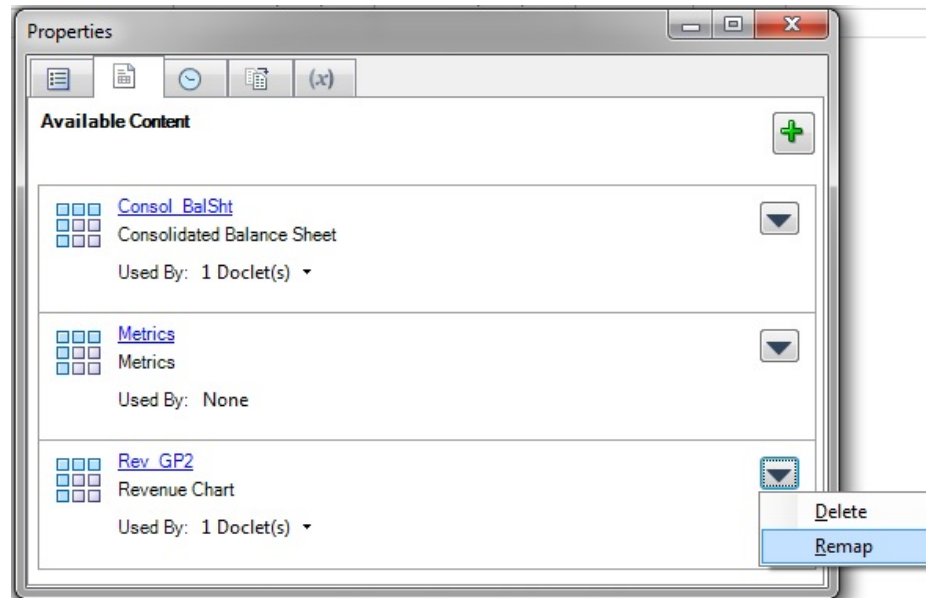 Properties
(x)
Available Content
Consol_BalSht
Consolidated Balance Sheet
Used By: 1 Doclet(s)
Metrics
Metrics
Used By: None
Rev_GP2
Revenue Chart
Used By: 1 Doclet(s)
Delete
Remap